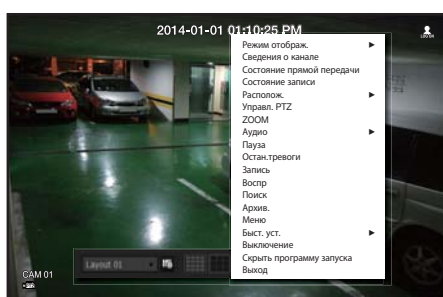 2014-01-01 01:10:25 PM
LOG ON
Режим отображ.
Сведения о канале
Состояние прямой передачи
Состояние записи
Располож.
Управл. PTZ
ZOOM
Аудио
Пауза
Остан.тревоги
Запись
Воспр
Поиск
Архив.
Меню
Быст. уст.
Выключение
Скрыть программу запуска
Выход
Layout 01
CAM 01